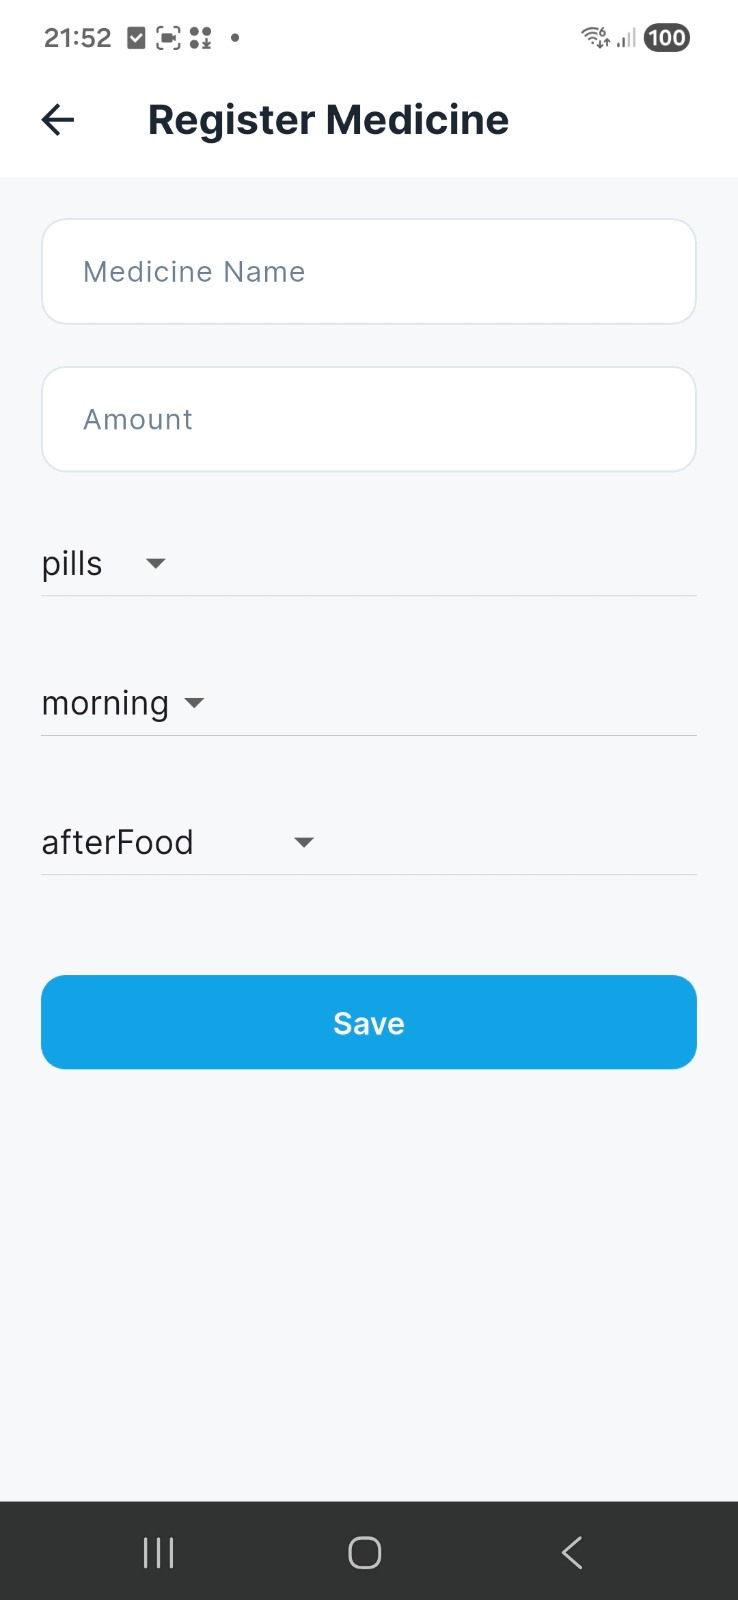 21:52
100
Register Medicine
Medicine Name
Amount
pills
morning
afterFood
Save